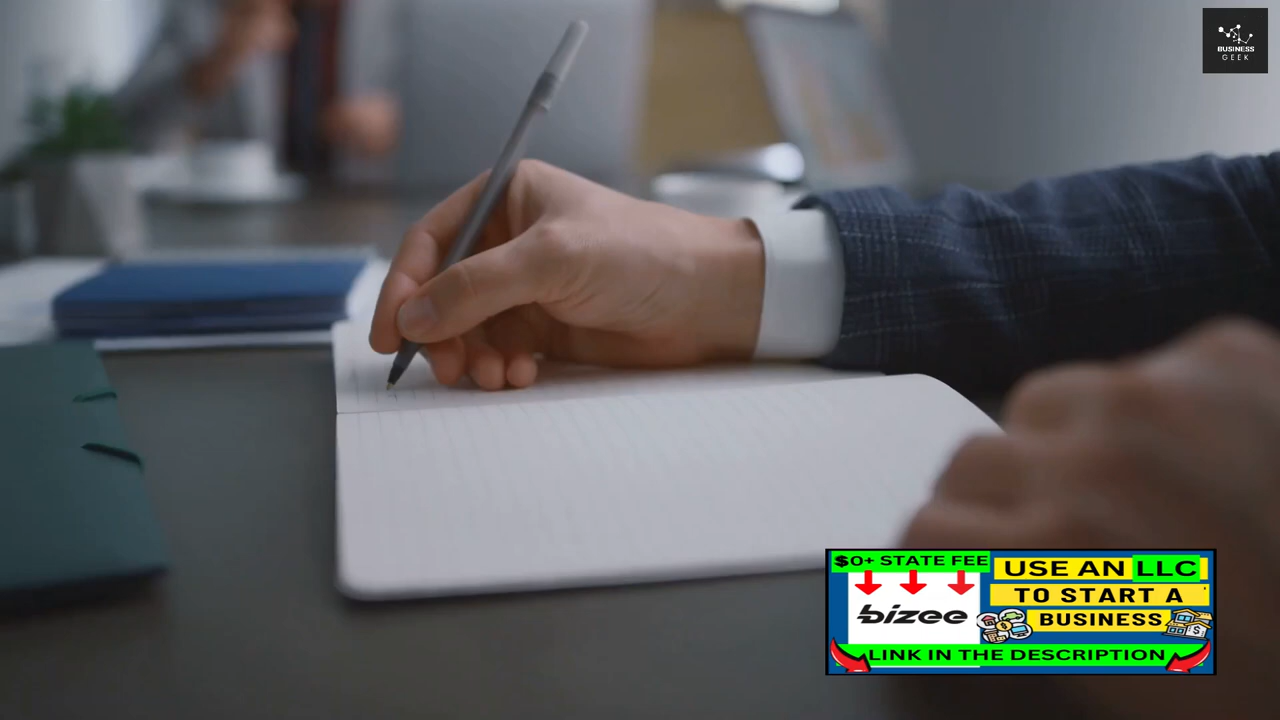 BUSINESS
GEEK
$0+ STATE FEE
USE AN LLC
TO START A
bizee
BUSINESS
LINK IN THE DESCRIPTION